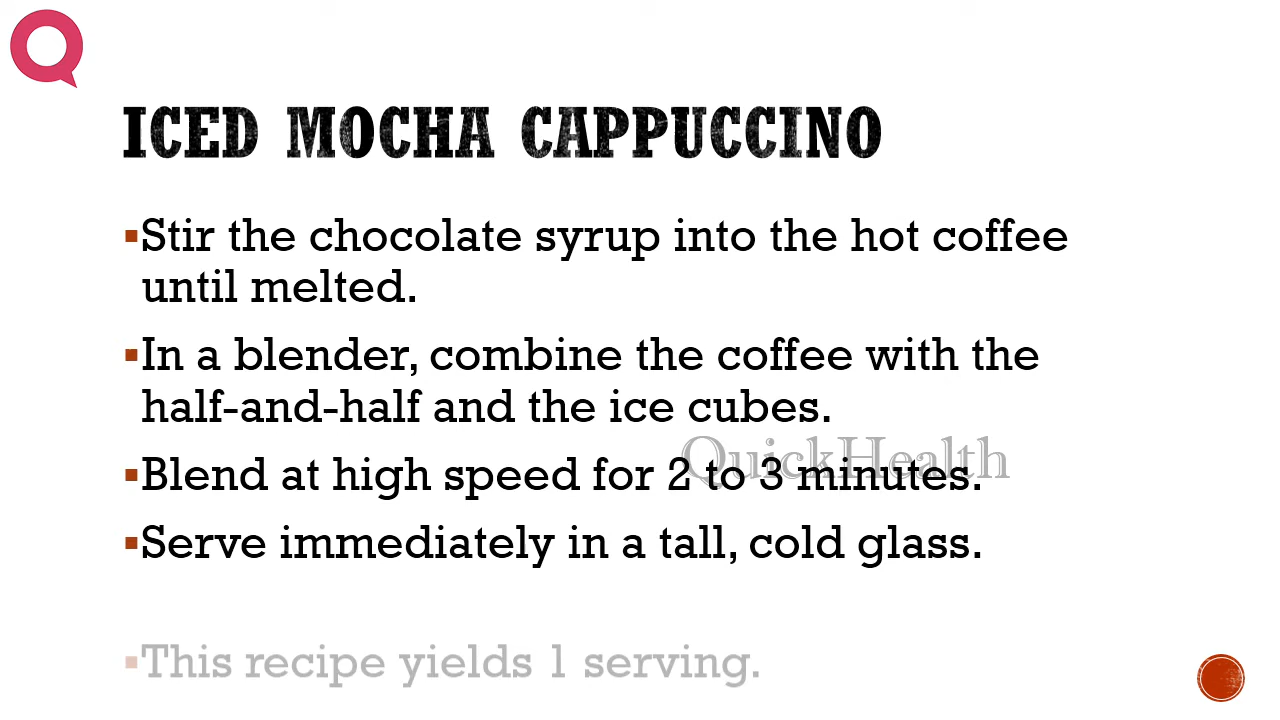 ICED MOCHA CAPPUCCINO
▪Stir the chocolate syrup into the hot coffee
until melted.
▪In a blender, combine the coffee with the
half-and-half and the ice cubes.
QuickHealth
▪Blend at high speed for 2 to 3 minutes.
▪Serve immediately in a tall, cold glass.
▪This recipe yields 1 serving.